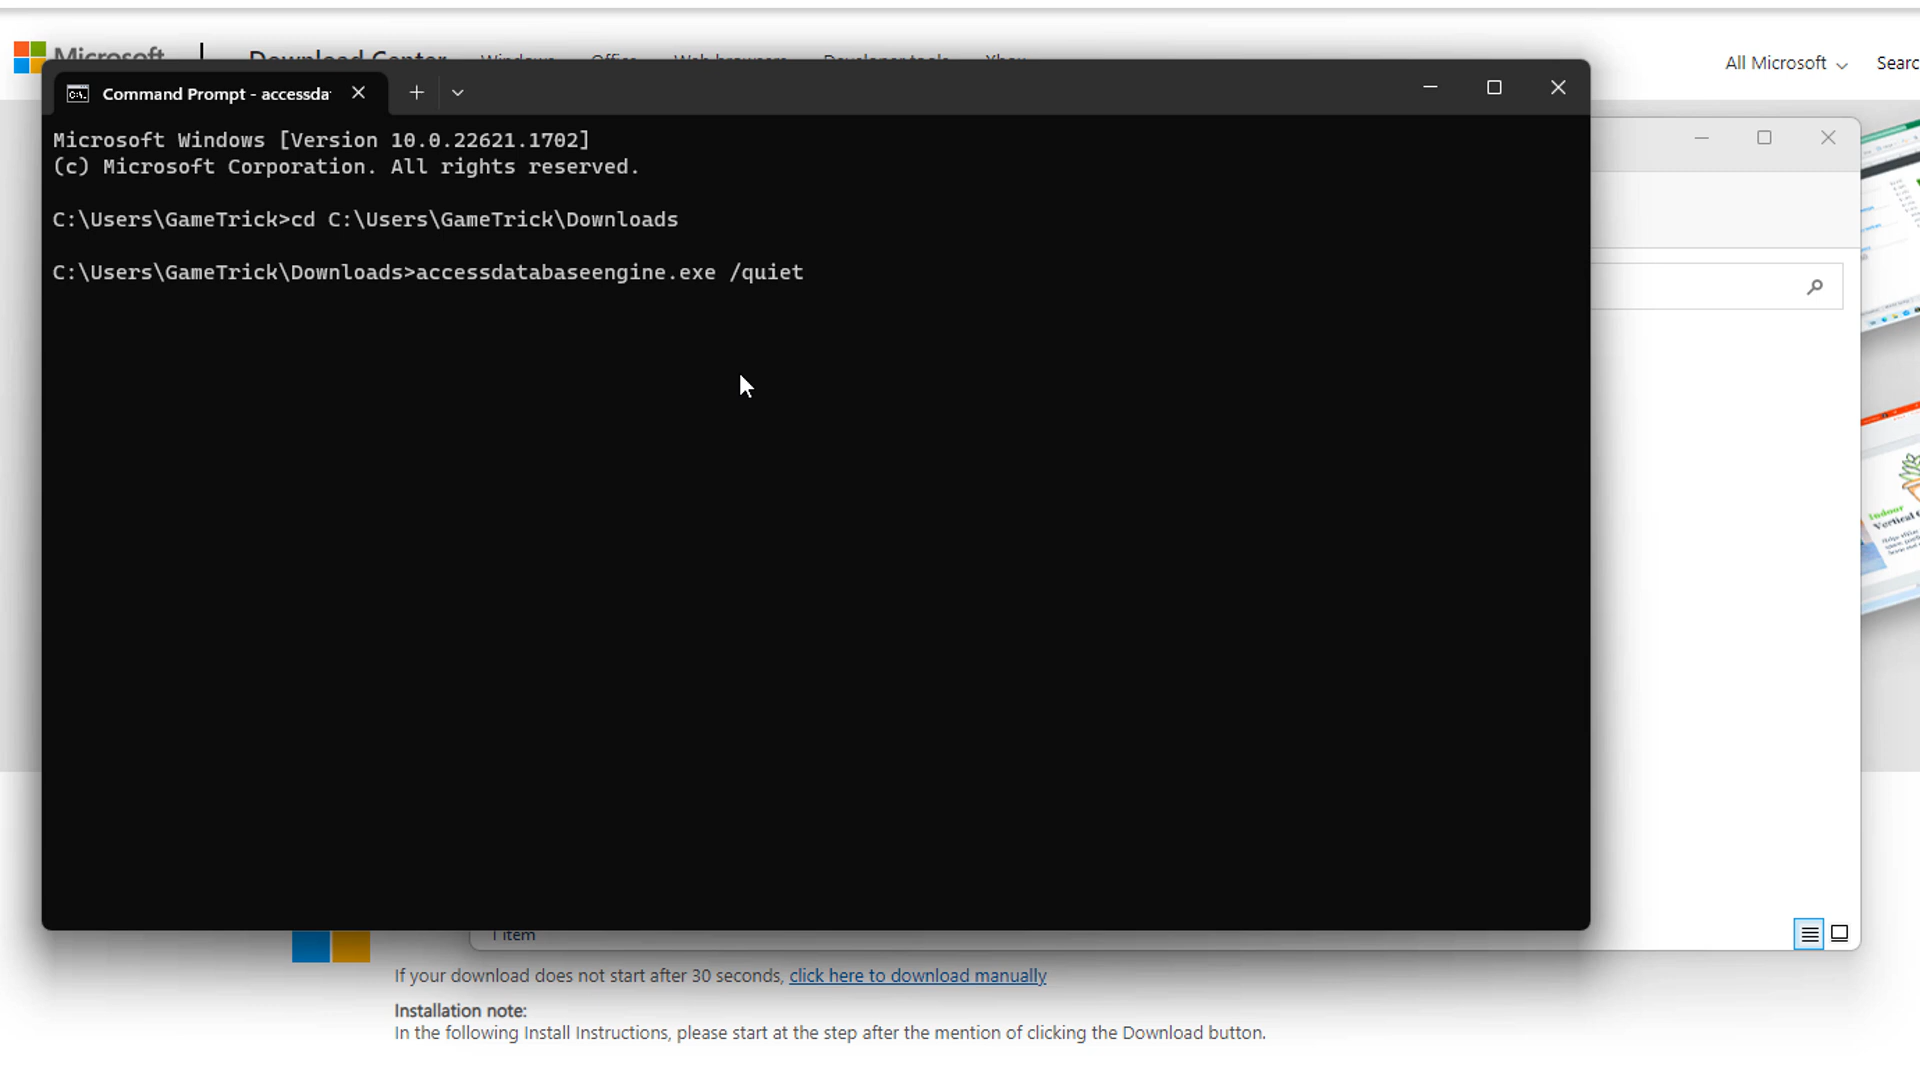 All Microsoft
Searc
Command Prompt - accessda
Microsoft Windows [Version 10.0.22621.1702]
(c) Microsoft Corporation. All rights reserved.
C:\Users\GameTrick>cd C:\Users\GameTrick\Downloads
C:\Users\GameTrick\Downloads>accessdatabaseengine.exe /quiet
Indoor
Vertical
1 item
If your download does not start after 30 seconds, click here to download manually
Installation note:
In the following Install Instructions, please start at the step after the mention of clicking the Download button.